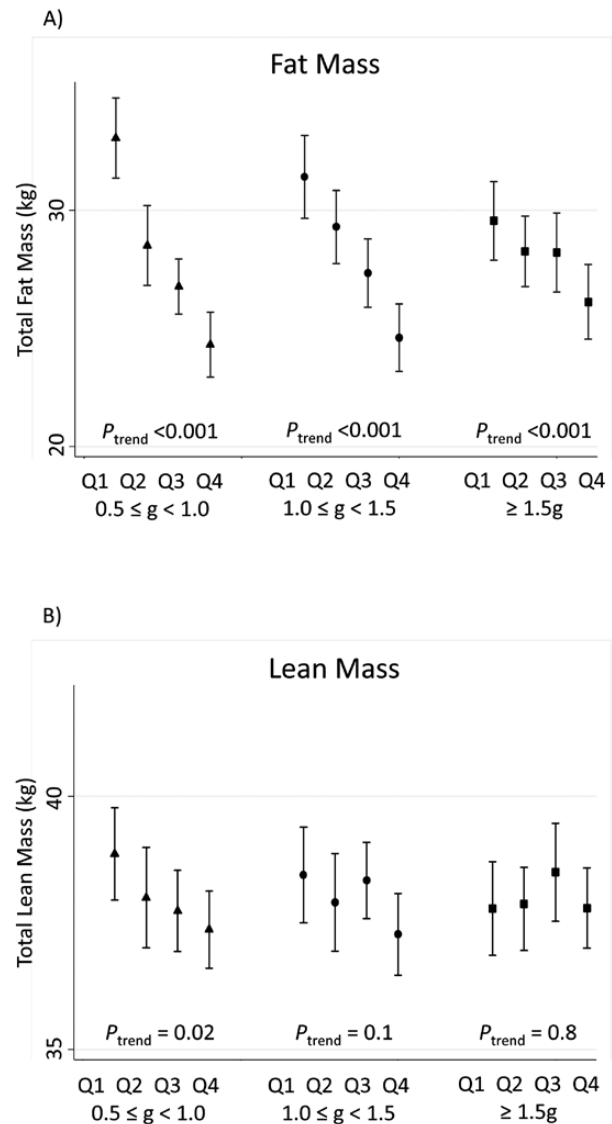 A)
Fat Mass
Total Fat Mass (kg)
30
20
Ptrend <0.001 Ptrend <0.001 Ptrend <0.001
Q1 Q2 Q3 Q4 Q1 Q2 Q3 Q4 Q1 Q2 Q3 Q4
0.5 ≤ g < 1.0 1.0 ≤ g < 1.5 ≥ 1.5g
B)
Lean Mass
Total Lean Mass (kg)
40
35
Ptrend = 0.02 Ptrend = 0.1 Ptrend = 0.8
Q1 Q2 Q3 Q4 Q1 Q2 Q3 Q4 Q1 Q2 Q3 Q4
0.5 ≤ g < 1.0 1.0 ≤ g < 1.5 ≥ 1.5g